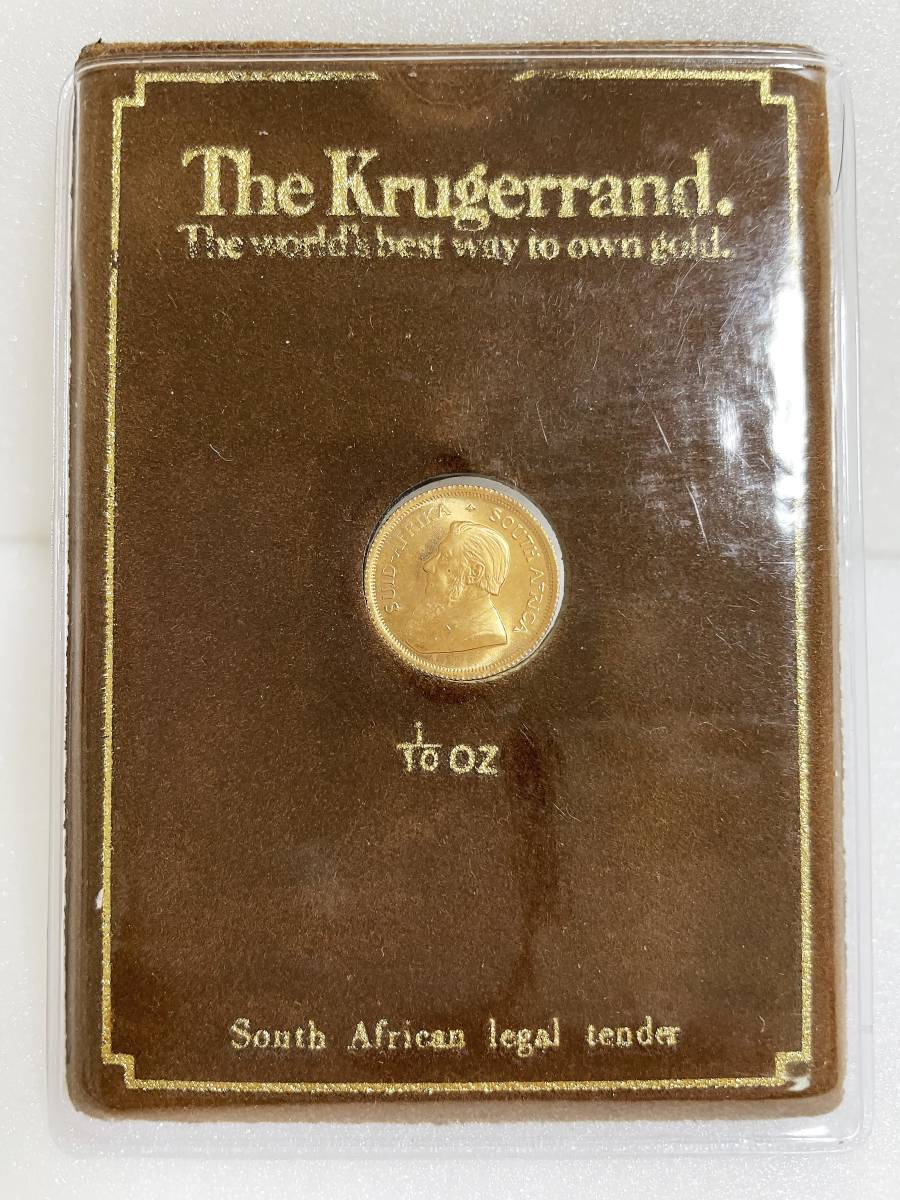 The Krugerrand.
The world's best way to own gold.
SUID-AFRIKA SOUTH AFRICA
1/10 OZ
South African legal tender